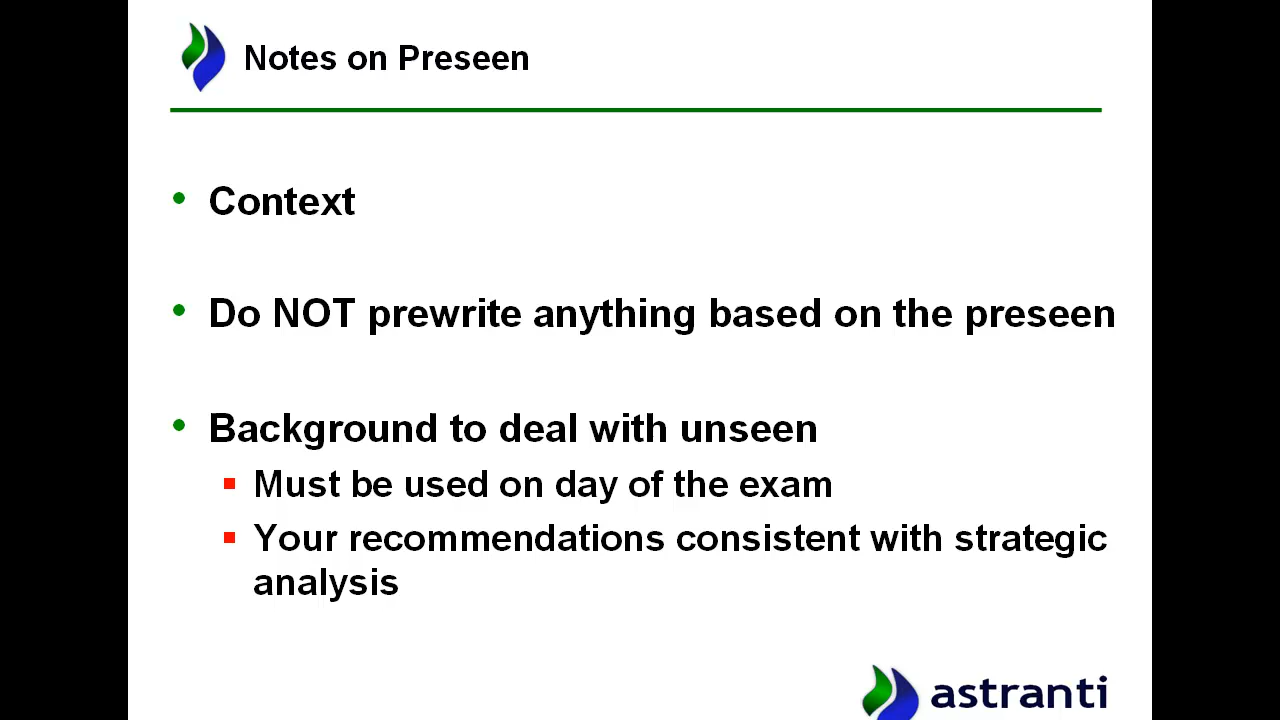 Notes on Preseen
• Context
• Do NOT prewrite anything based on the preseen
• Background to deal with unseen
▪ Must be used on day of the exam
▪ Your recommendations consistent with strategic
analysis
astranti